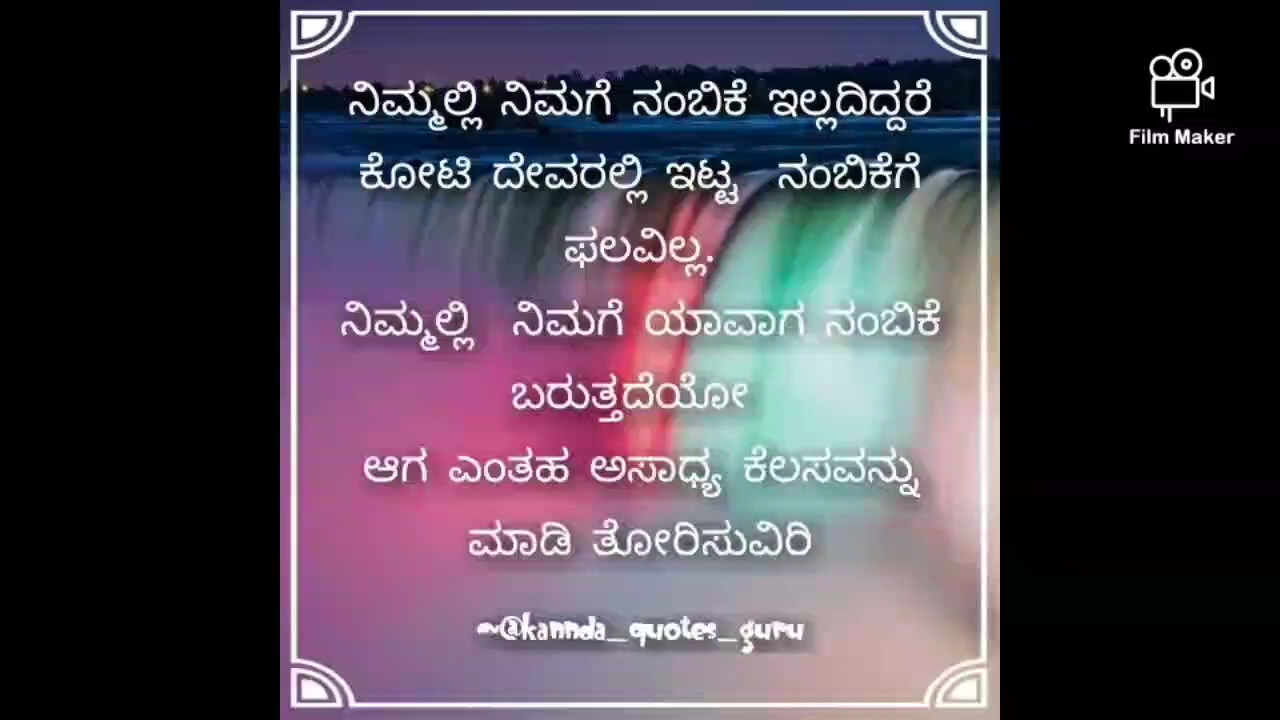 ನಿಮ್ಮಲ್ಲಿ ನಿಮಗೆ ನಂಬಿಕೆ ಇಲ್ಲದಿದ್ದರೆ
ಕೋಟಿ ದೇವರಲ್ಲಿ ಇಟ್ಟ ನಂಬಿಕೆಗೆ
ಫಲವಿಲ್ಲ.
ನಿಮ್ಮಲ್ಲಿ ನಿಮಗೆ ಯಾವಾಗ ನಂಬಿಕೆ
ಬರುತ್ತದೆಯೋ
ಆಗ ಎಂತಹ ಅಸಾಧ್ಯ ಕೆಲಸವನ್ನು
ಮಾಡಿ ತೋರಿಸುವಿರಿ
~@kannda_quotes_guru
Film Maker